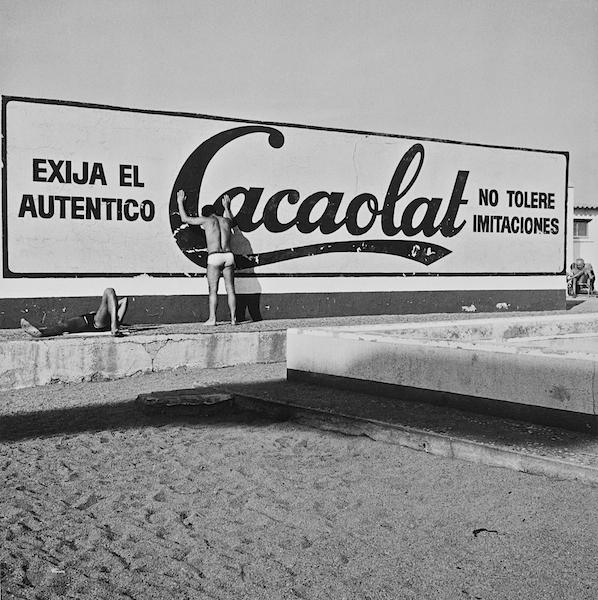 EXIJA EL
AUTENTICO
Cacaolat
NO TOLERE
IMITACIONES